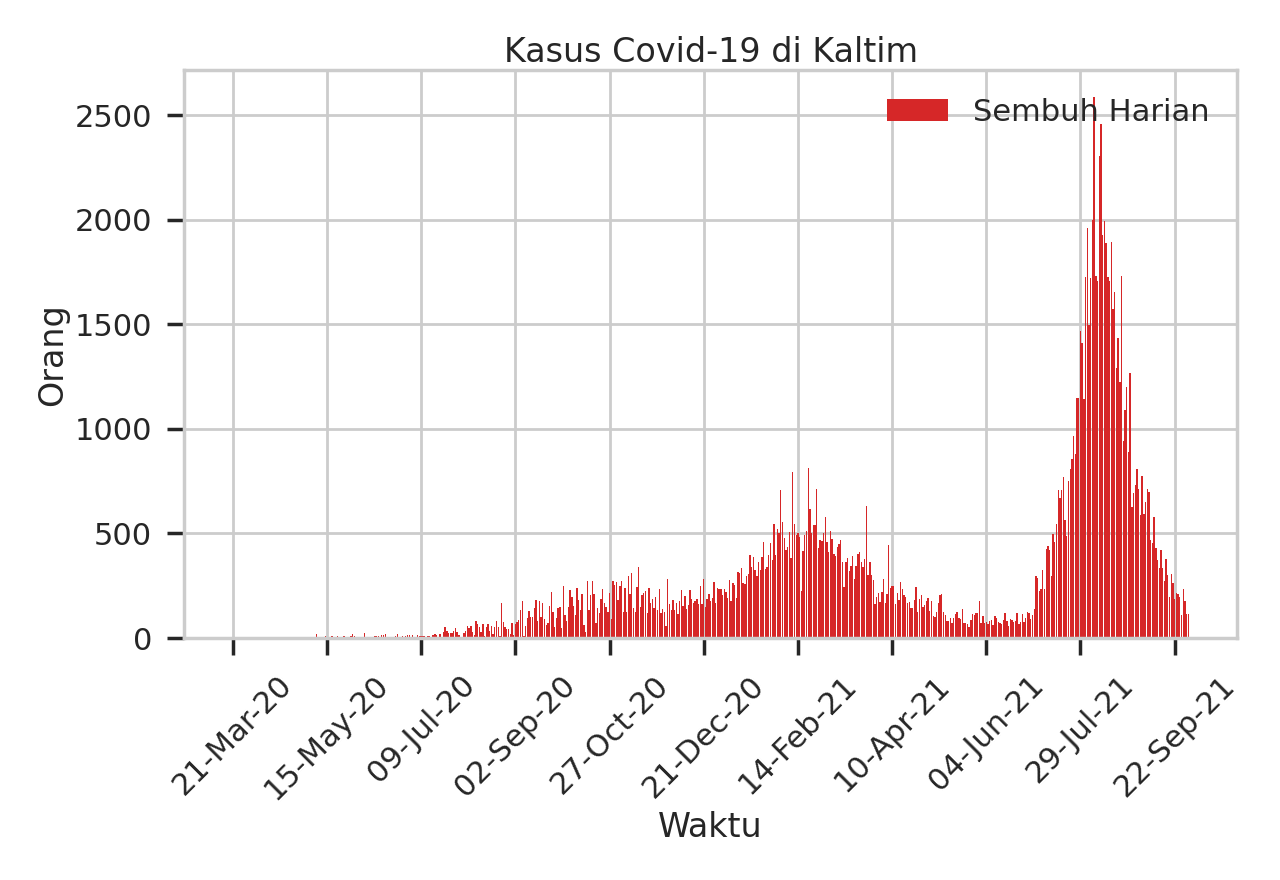 Kasus Covid-19 di Kaltim
Sembuh Harian
Orang
2500
2000
1500
1000
500
0
21-Mar-20
15-May-20
09-Jul-20
02-Sep-20
27-Oct-20
21-Dec-20
14-Feb-21
10-Apr-21
04-Jun-21
29-Jul-21
22-Sep-21
Waktu